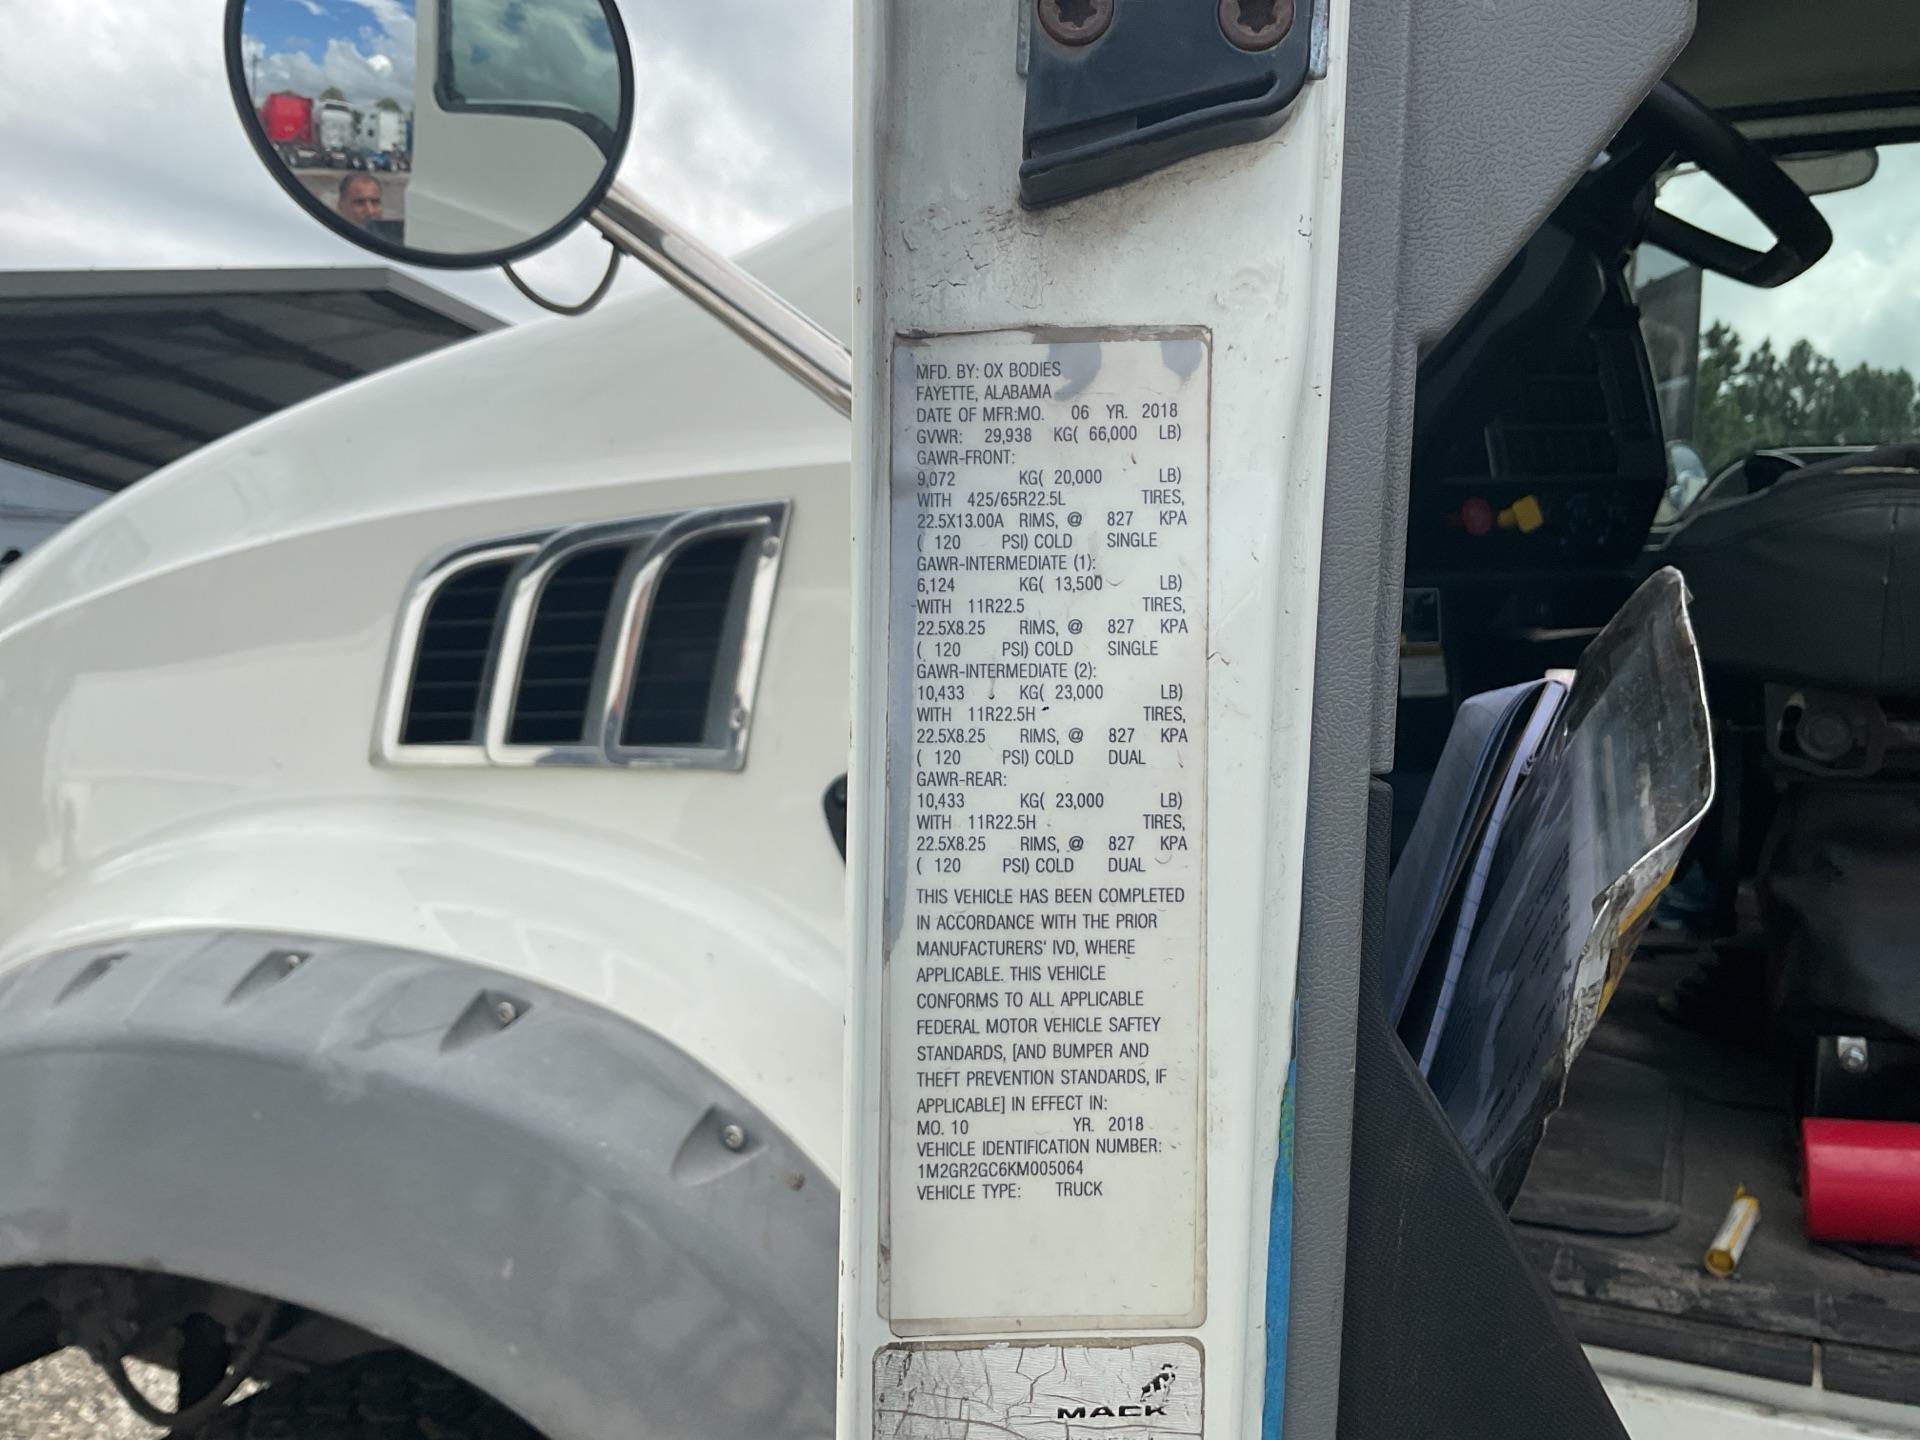 MFD. BY: OX BODIES
FAYETTE, ALABAMA
DATE OF MFR:MO. 06 YR. 2018
GVWR: 29,938 KG( 66,000 LB)
GAWR-FRONT:
9,072 KG( 20,000 LB)
WITH 425/65R22.5L TIRES,
22.5X13.00A RIMS, @ 827 KPA
( 120 PSI) COLD SINGLE
GAWR-INTERMEDIATE (1):
6,124 KG( 13,500 LB)
WITH 11R22.5 TIRES,
22.5X8.25 RIMS, @ 827 KPA
( 120 PSI) COLD SINGLE
GAWR-INTERMEDIATE (2):
10,433 KG( 23,000 LB)
WITH 11R22.5H TIRES,
22.5X8.25 RIMS, @ 827 KPA
( 120 PSI) COLD DUAL
GAWR-REAR:
10,433 KG( 23,000 LB)
WITH 11R22.5H TIRES,
22.5X8.25 RIMS, @ 827 KPA
( 120 PSI) COLD DUAL
THIS VEHICLE HAS BEEN COMPLETED
IN ACCORDANCE WITH THE PRIOR
MANUFACTURERS' IVD, WHERE
APPLICABLE. THIS VEHICLE
CONFORMS TO ALL APPLICABLE
FEDERAL MOTOR VEHICLE SAFTEY
STANDARDS, [AND BUMPER AND
THEFT PREVENTION STANDARDS, IF
APPLICABLE] IN EFFECT IN:
MO. 10 YR. 2018
VEHICLE IDENTIFICATION NUMBER:
1M2GR2GC6KM005064
VEHICLE TYPE: TRUCK
MACK